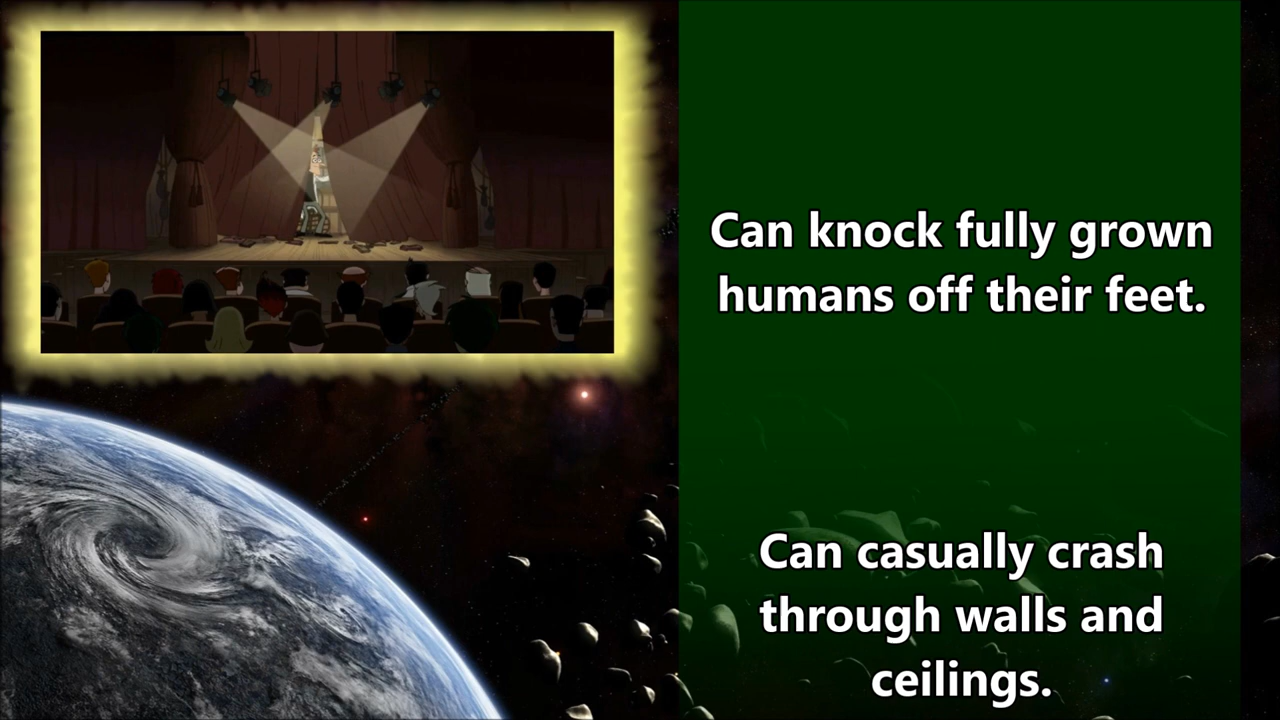 Can knock fully grown
humans off their feet.
Can casually crash
through walls and
ceilings.